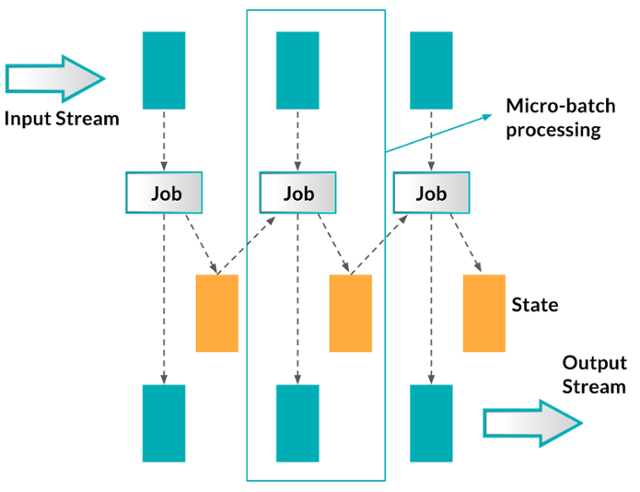 Input Stream
Micro-batch
processing
Job
Job
Job
State
Output
Stream